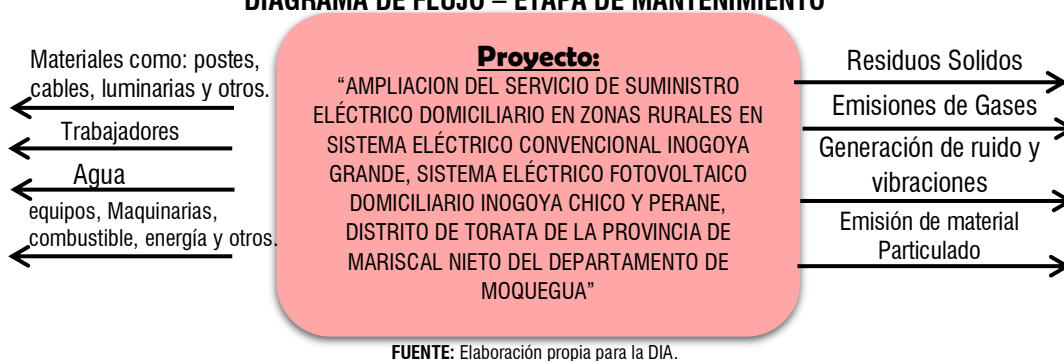 DIAGRAMA DE FLUJO – ETAPA DE MANTENIMIENTO
Materiales como: postes,
cables, luminarias y otros.
Trabajadores
Agua
equipos, Maquinarias,
combustible, energía y otros.
Proyecto:
“AMPLIACION DEL SERVICIO DE SUMINISTRO
ELÉCTRICO DOMICILIARIO EN ZONAS RURALES EN
SISTEMA ELÉCTRICO CONVENCIONAL INOGOYA
GRANDE, SISTEMA ELÉCTRICO FOTOVOLTAICO
DOMICILIARIO INOGOYA CHICO Y PERANE,
DISTRITO DE TORATA DE LA PROVINCIA DE
MARISCAL NIETO DEL DEPARTAMENTO DE
MOQUEGUA”
Residuos Solidos
Emisiones de Gases
Generación de ruido y
vibraciones
Emisión de material
Particulado
FUENTE: Elaboración propia para la DIA.